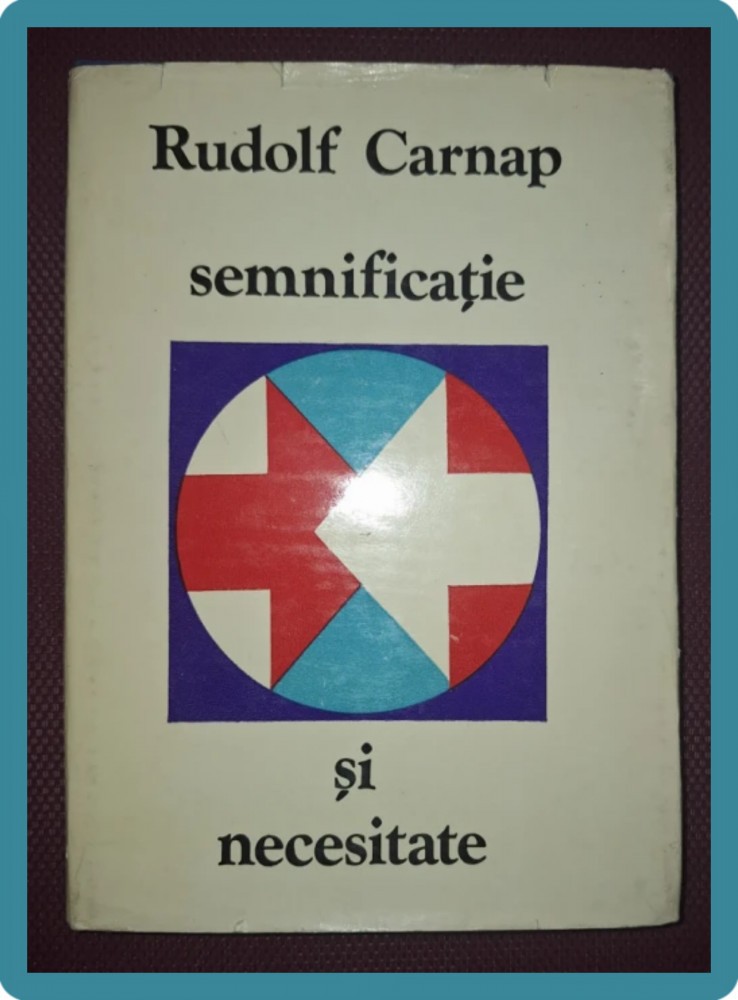 Rudolf Carnap
semnificație
și
necesitate